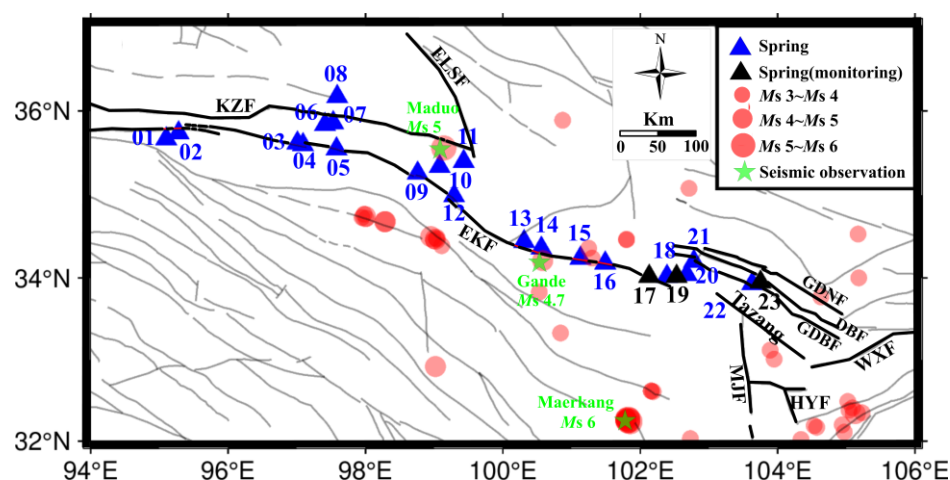 N
Km
0 50 100
Spring
Spring(monitoring)
Ms 3~Ms 4
Ms 4~Ms 5
Ms 5~Ms 6
Seismic observation
36°N
34°N
32°N
94°E 96°E 98°E 100°E 102°E 104°E 106°E
KZF
ELSF
EKF
Maduo
Ms 5
Gande
Ms 4.7
Maerkang
Ms 6
01
02
03
04
05
06
07
08
09
10
11
12
13
14
15
16
17
18
19
20
21
22
23
Tazang
GDNF
DBF
GDBF
WXF
MJF
HYF